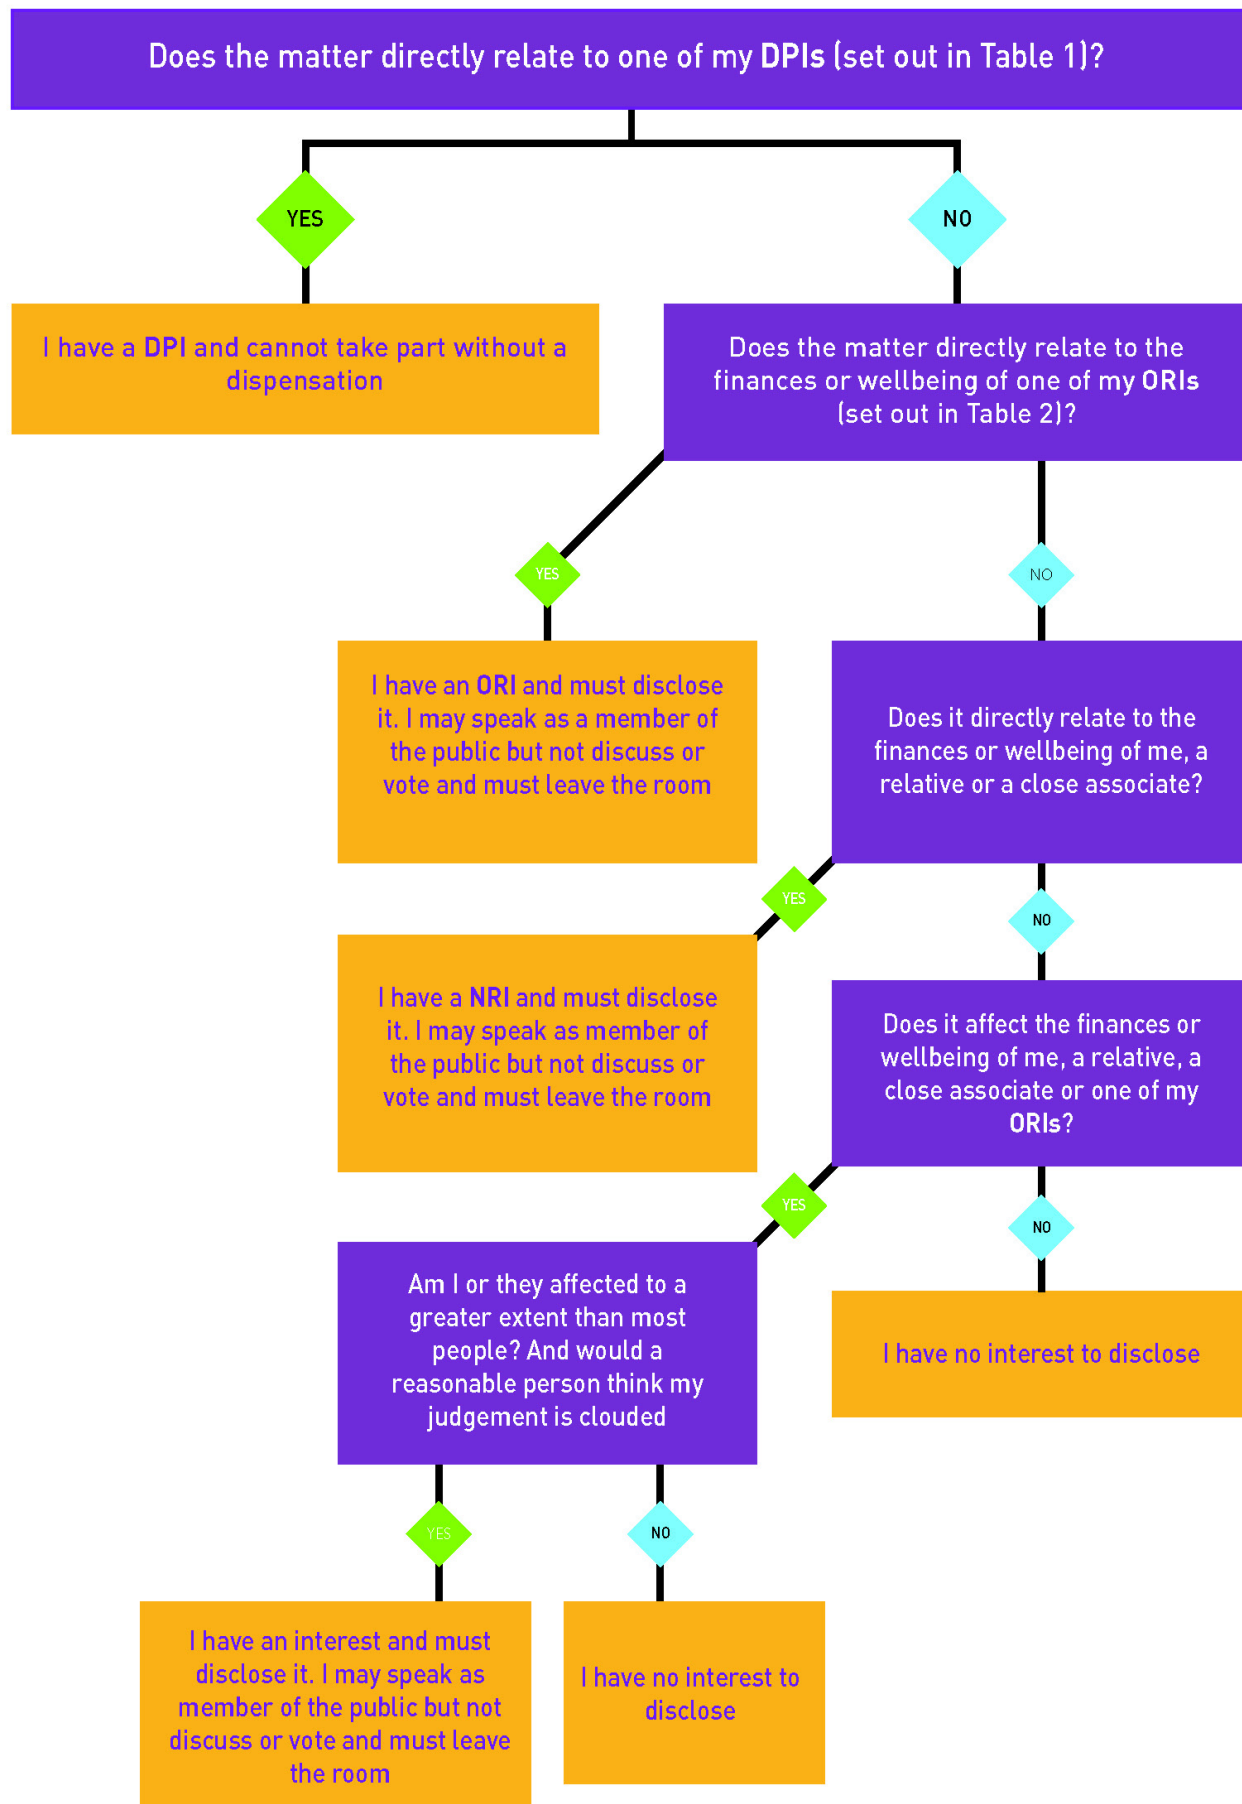 Does the matter directly relate to one of my DPIs (set out in Table 1)?
YES
NO
I have a DPI and cannot take part without a
dispensation
Does the matter directly relate to the
finances or wellbeing of one of my ORIs
(set out in Table 2)?
YES
NO
I have an ORI and must disclose
it. I may speak as a member of
the public but not discuss or
vote and must leave the room
Does it directly relate to the
finances or wellbeing of me, a
relative or a close associate?
YES
NO
I have a NRI and must disclose
it. I may speak as member of
the public but not discuss or
vote and must leave the room
Does it affect the finances or
wellbeing of me, a relative, a
close associate or one of my
ORIs?
YES
NO
Am I or they affected to a
greater extent than most
people? And would a
reasonable person think my
judgement is clouded
I have no interest to disclose
YES
NO
I have an interest and must
disclose it. I may speak as
member of the public but not
discuss or vote and must leave
the room
I have no interest to
disclose